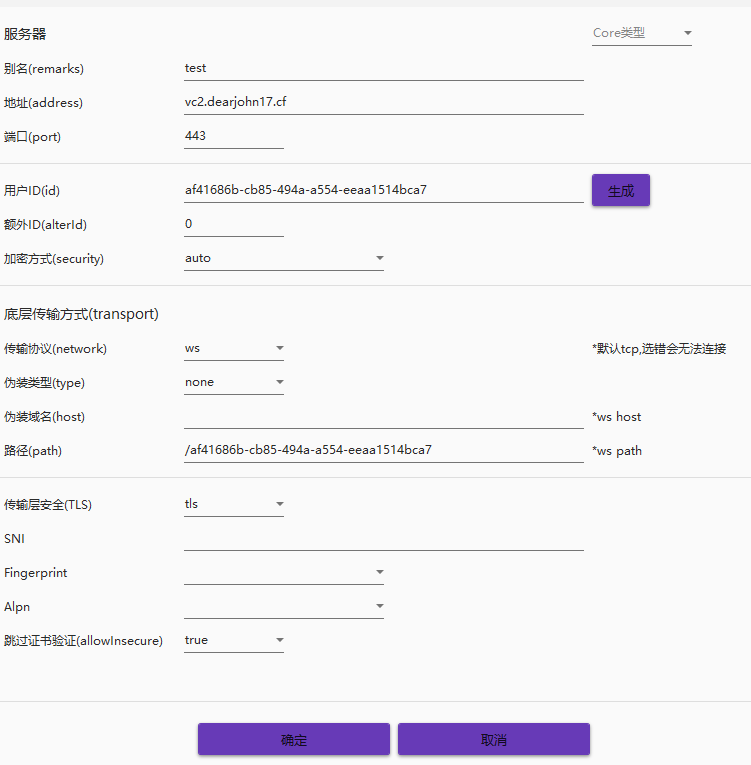 服务器 Core类型
别名(remarks) test
地址(address) vc2.dearjohn17.cf
端口(port) 443
用户ID(id) af41686b-cb85-494a-a554-eeaa1514bca7 生成
额外ID(alterId) 0
加密方式(security) auto
底层传输方式(transport)
传输协议(network) ws *默认tcp,选错会无法连接
伪装类型(type) none
伪装域名(host) *ws host
路径(path) /af41686b-cb85-494a-a554-eeaa1514bca7 *ws path
传输层安全(TLS) tls
SNI
Fingerprint
Alpn
跳过证书验证(allowInsecure) true
确定 取消